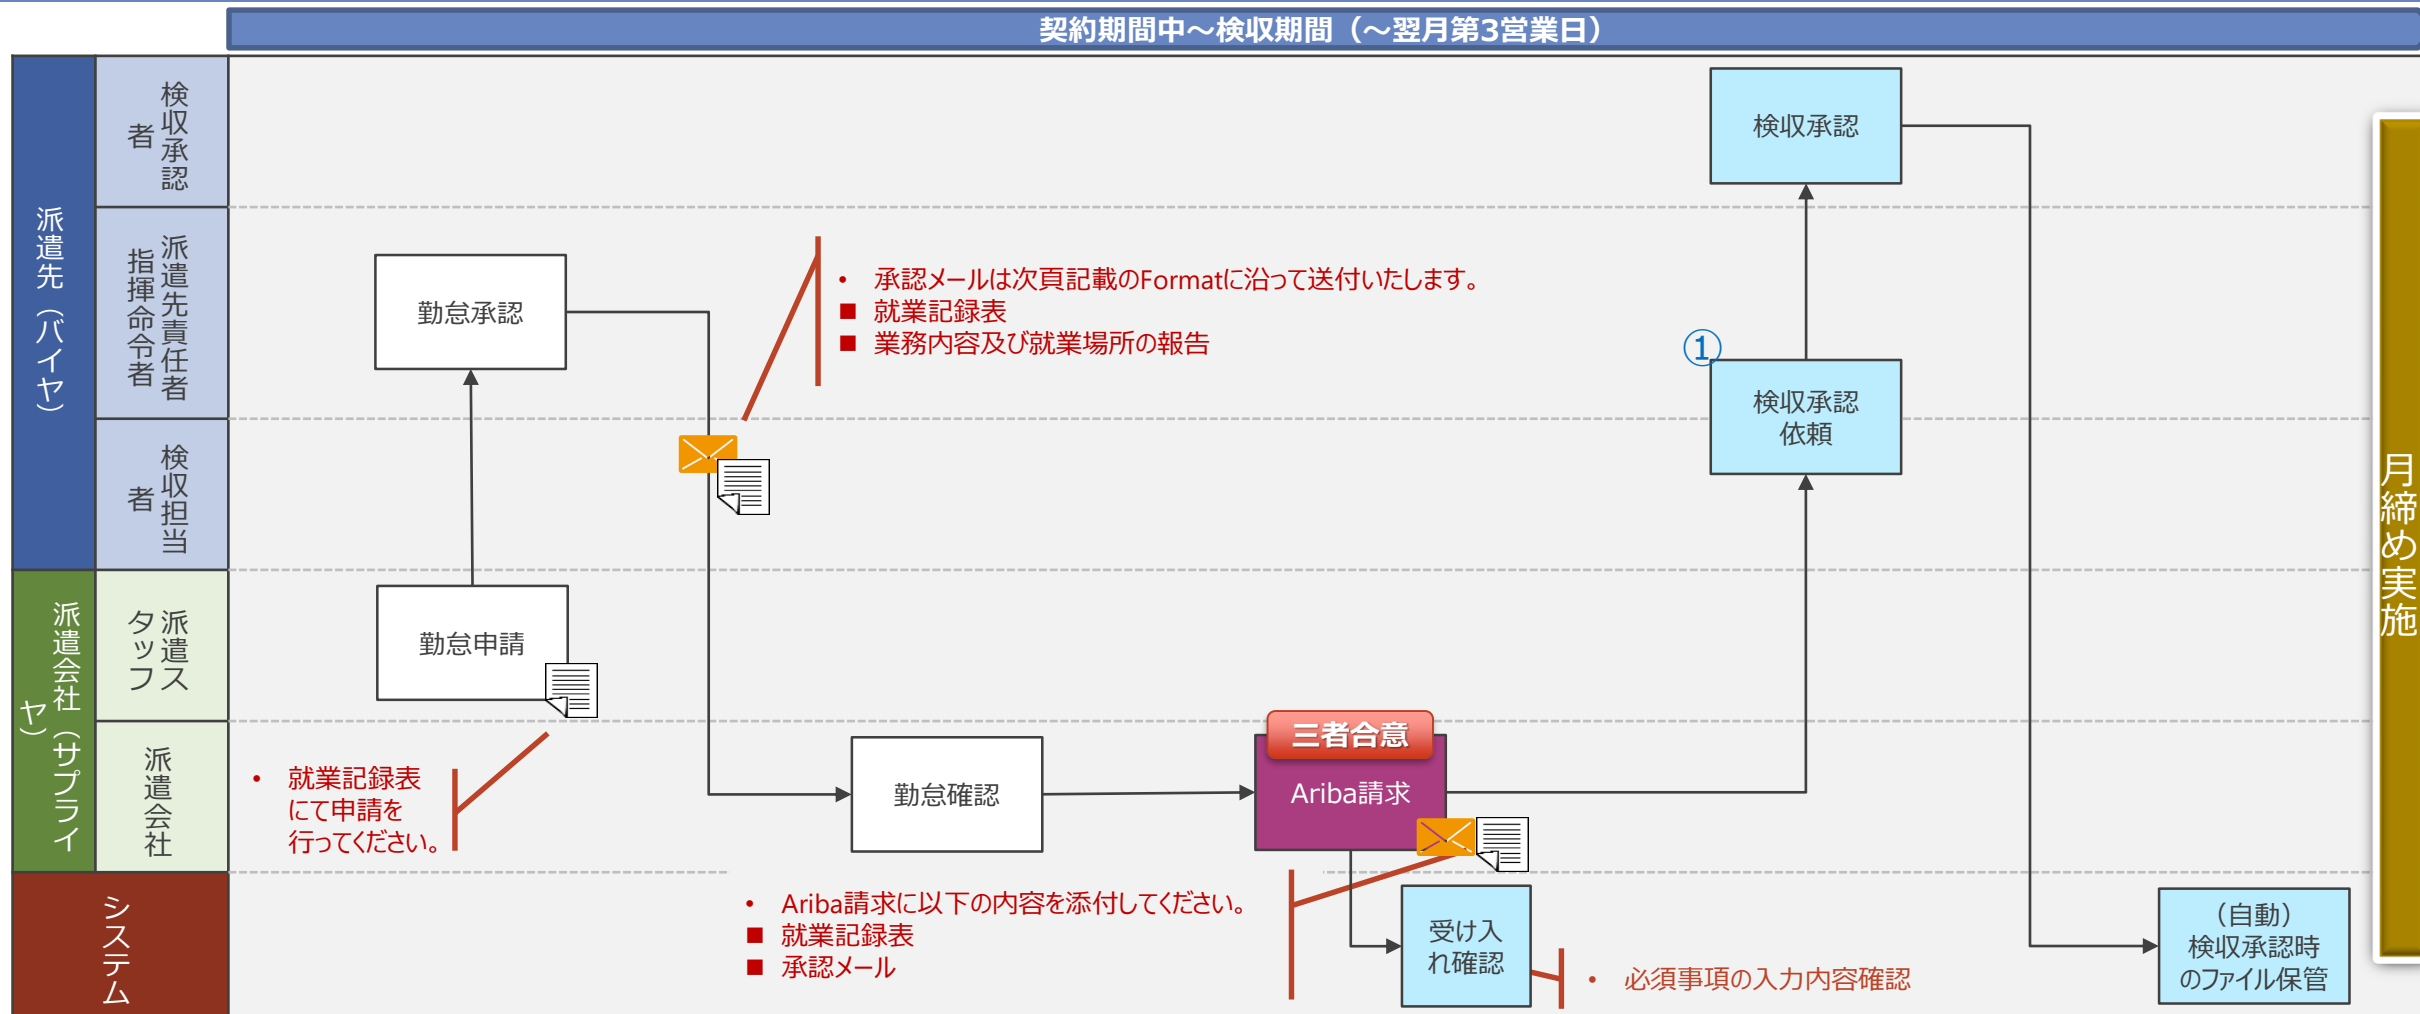 契約期間中～検収期間（～翌月第3営業日）
派遣先（バイヤ）
検収承認
者
検収承認
派遣先責任者
指揮命令者
勤怠承認
• 承認メールは次頁記載のFormatに沿って送付いたします。
■ 就業記録表
■ 業務内容及び就業場所の報告
①
検収承認
依頼
検収担当
者
派遣会社（サプライ
ヤ）
派遣ス
タッフ
勤怠申請
派遣会社
• 就業記録表
にて申請を
行ってください。
勤怠確認
三者合意
Ariba請求
システム
• Ariba請求に以下の内容を添付してください。
■ 就業記録表
■ 承認メール
受け入
れ確認
• 必須事項の入力内容確認
（自動）
検収承認時
のファイル保管
月締め実施